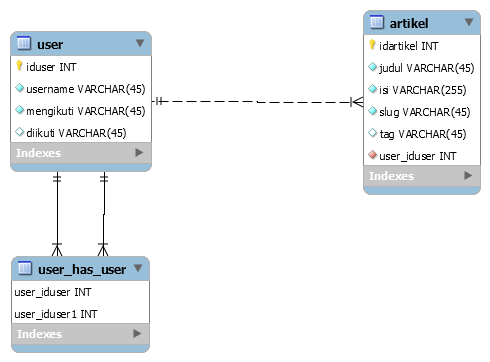 user
iduser INT
username VARCHAR(45)
mengikuti VARCHAR(45)
diikuti VARCHAR(45)
Indexes
artikel
idartikel INT
judul VARCHAR(45)
isi VARCHAR(255)
slug VARCHAR(45)
tag VARCHAR(45)
user_iduser INT
Indexes
user_has_user
user_iduser INT
user_iduser1 INT
Indexes